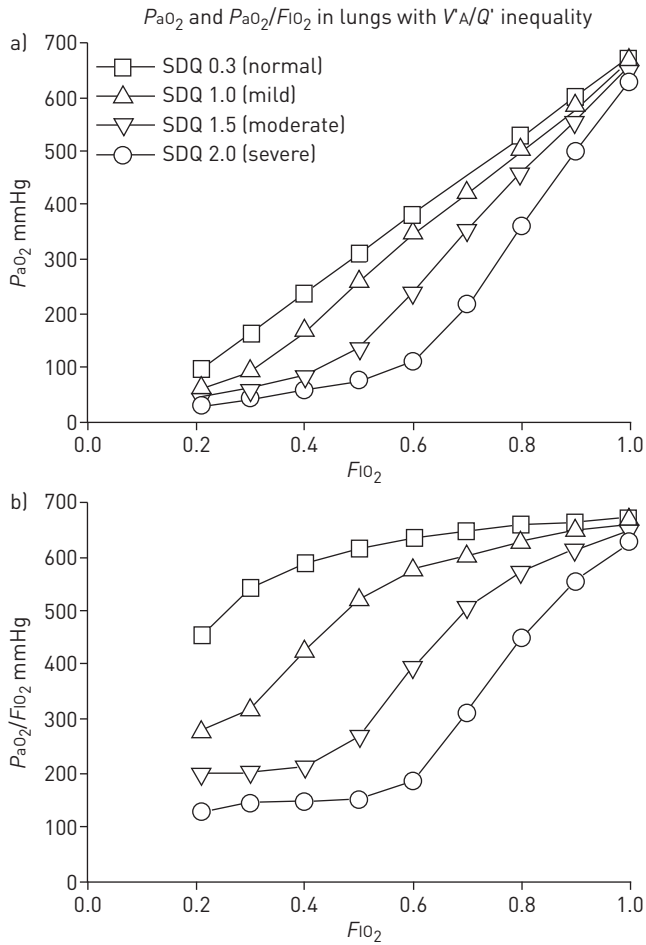 PaO2 and PaO2/FIO2 in lungs with V'A/Q' inequality
a)
700
600
500
400
300
200
100
0
PaO2 mmHg
SDQ 0.3 (normal)
SDQ 1.0 (mild)
SDQ 1.5 (moderate)
SDQ 2.0 (severe)
0.0 0.2 0.4 0.6 0.8 1.0
FIO2
b)
700
600
500
400
300
200
100
0
PaO2/FIO2 mmHg
0.0 0.2 0.4 0.6 0.8 1.0
FIO2